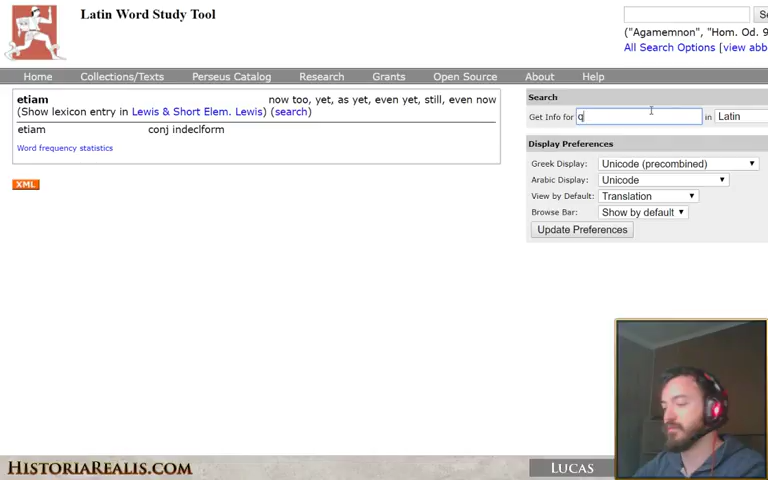 Latin Word Study Tool
("Agamemnon", "Hom. Od. 9
All Search Options [view abb
Home Collections/Texts Perseus Catalog Research Grants Open Source About Help
etiam now too, yet, as yet, even yet, still, even now
(Show lexicon entry in Lewis & Short Elem. Lewis) (search)
etiam conj indeclform
Word frequency statistics
XML
Search
Get Info for q in Latin
Display Preferences
Greek Display: Unicode (precombined)
Arabic Display: Unicode
View by Default: Translation
Browse Bar: Show by default
Update Preferences
HistoriaRealis.com
Lucas